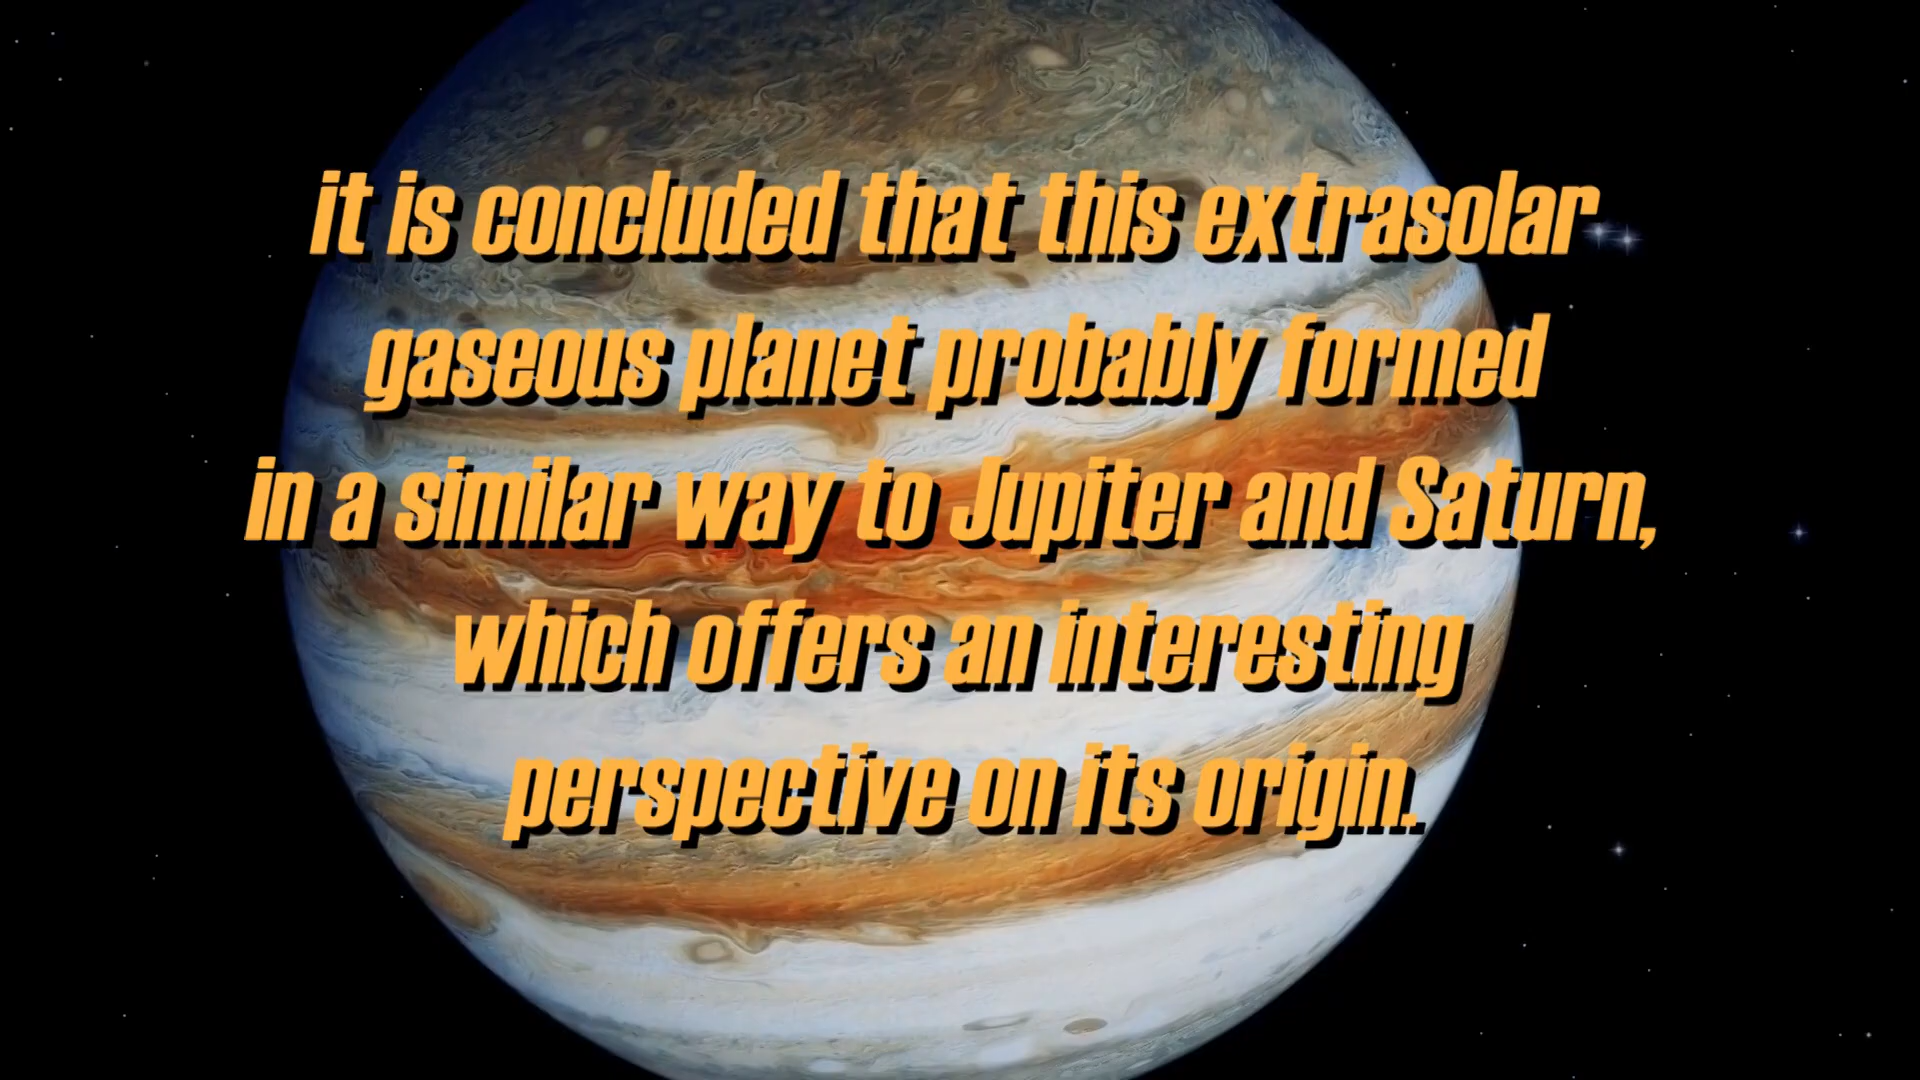 it is concluded that this extrasolar
gaseous planet probably formed
in a similar way to Jupiter and Saturn,
which offers an interesting
perspective on its origin.